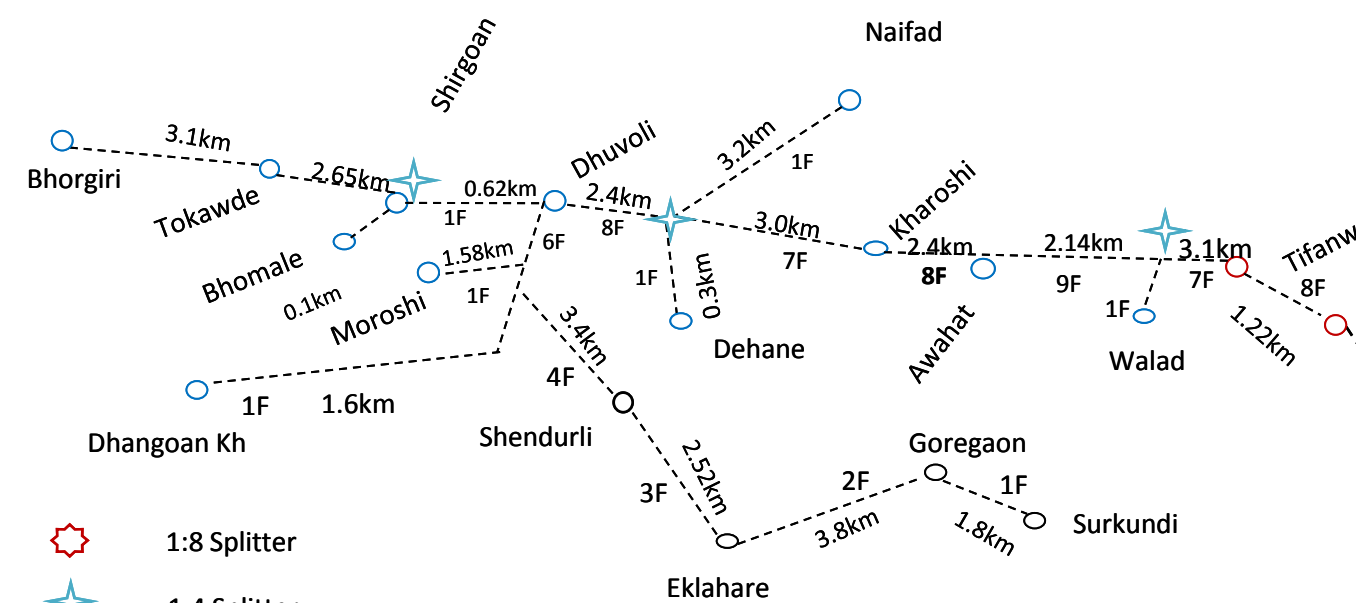 Naifad
Shirgoan
Dhuvoli
3.1km
Bhorgiri
2.65km
Tokawde
0.62km
1F
2.4km
8F
3.2km
1F
Kharoshi
3.0km
7F
2.4km
8F
2.14km
9F
3.1km
7F
Tifanw
8F
1.22km
Bhomale
0.1km
1.58km
1F
Moroshi
6F
1F
0.3km
Dehane
Awahat
1F
Walad
3.4km
4F
1F
1.6km
Dhangoan Kh
Shendurli
2.52km
3F
Goregaon
2F
3.8km
1F
1.8km
Surkundi
Eklahare
1:8 Splitter
1:4 Splitter